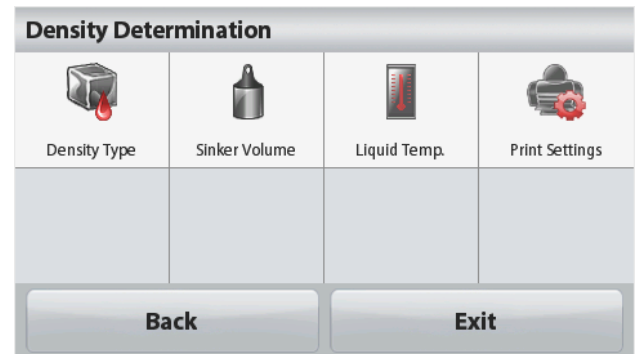 Density Determination
Density Type
Sinker Volume
Liquid Temp.
Print Settings
Back
Exit